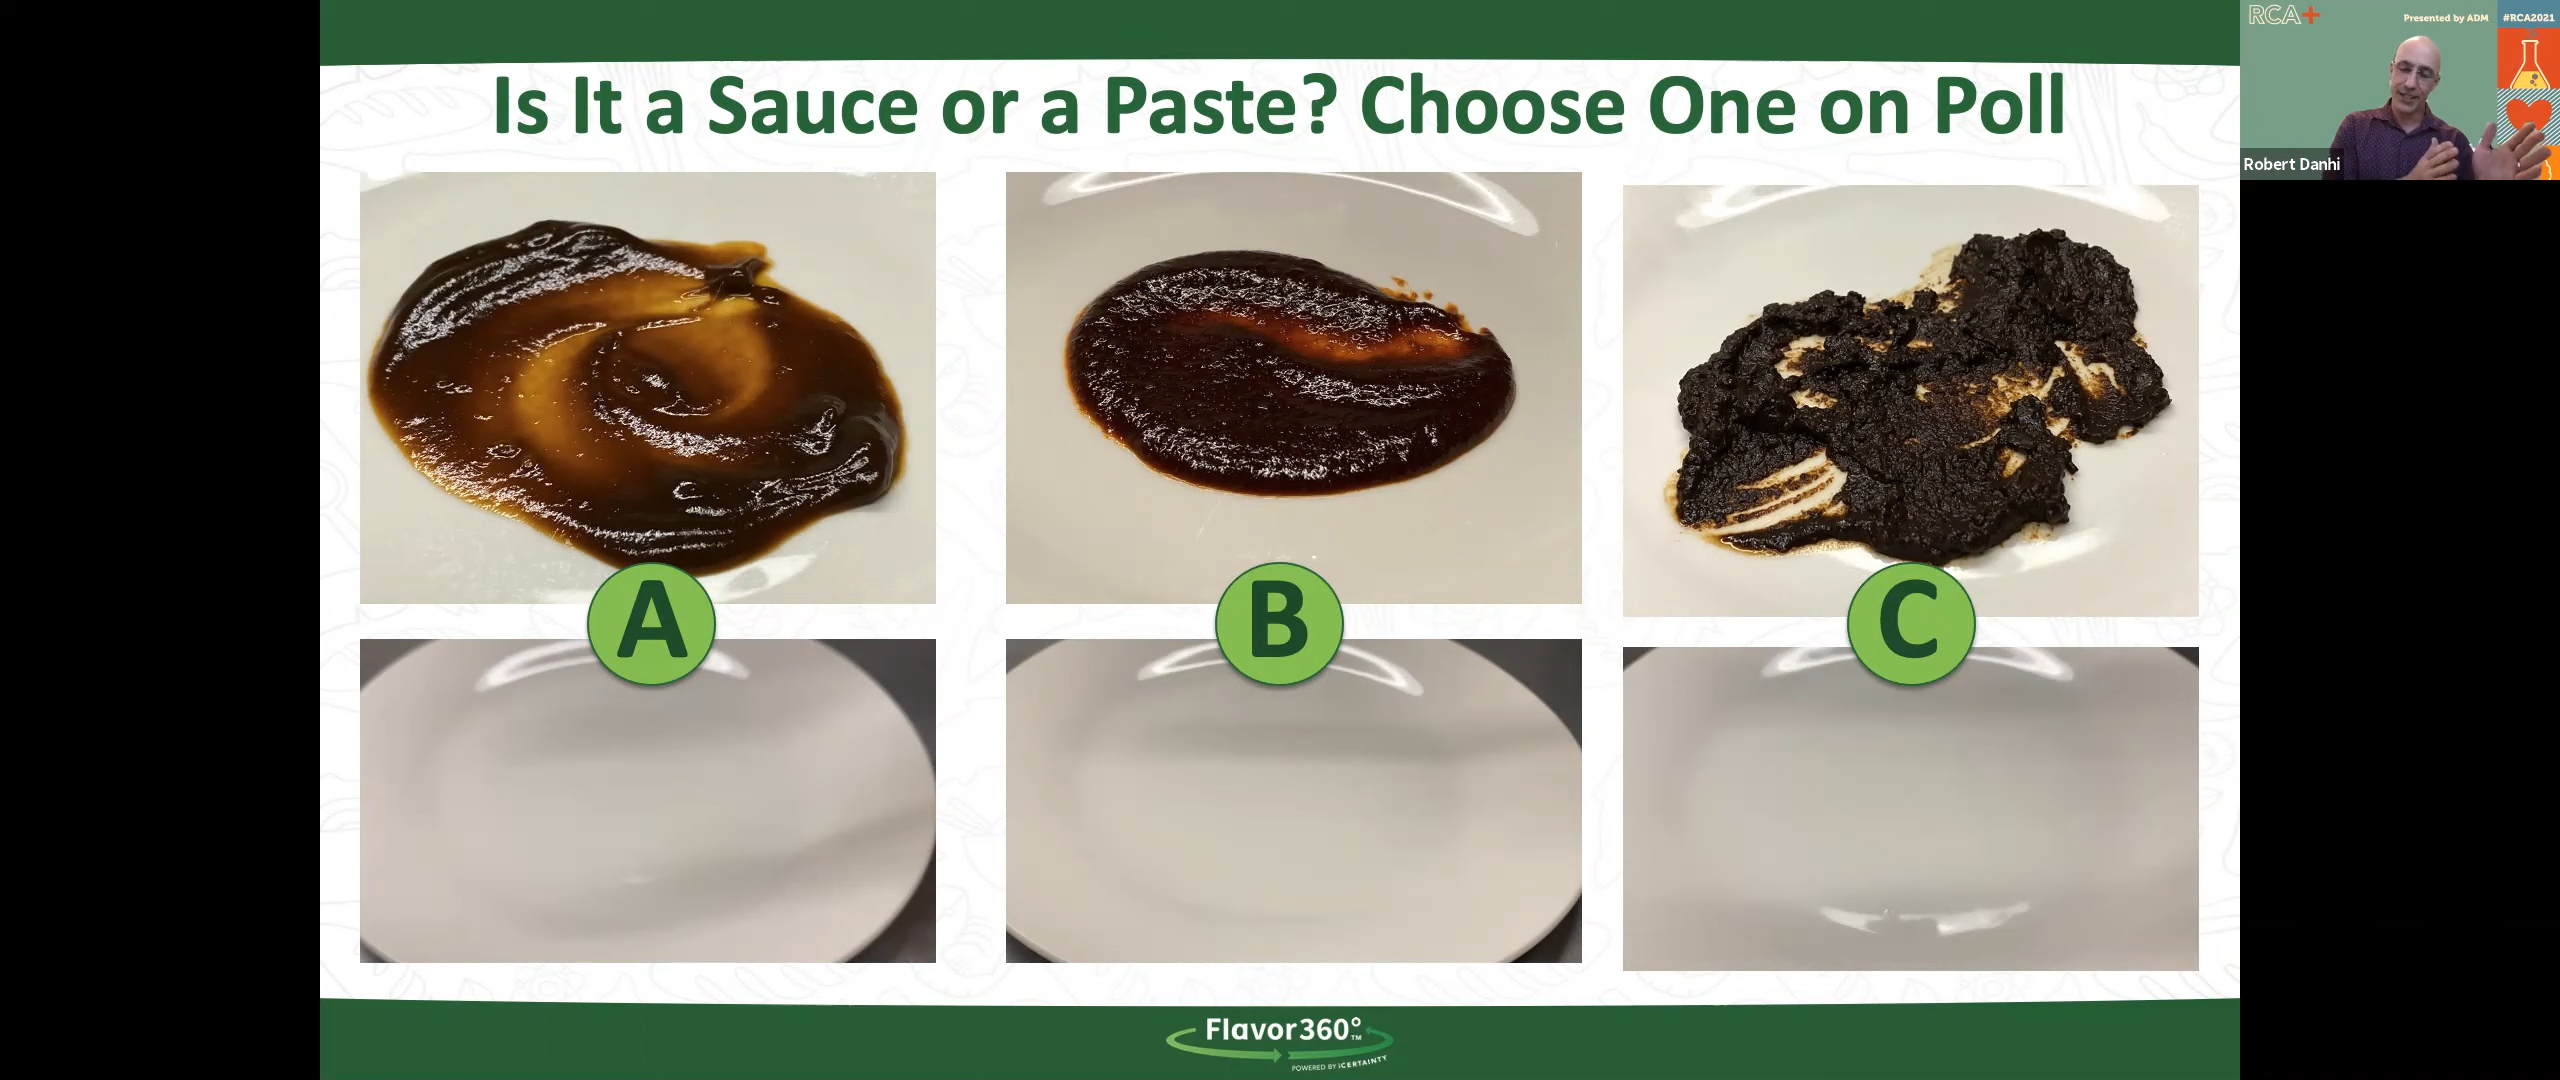 Is It a Sauce or a Paste? Choose One on Poll
A
B
C
Flavor360°™
POWERED BY iCERTAINTY
RCA+
Presented by ADM
#RCA2021
Robert Danhi